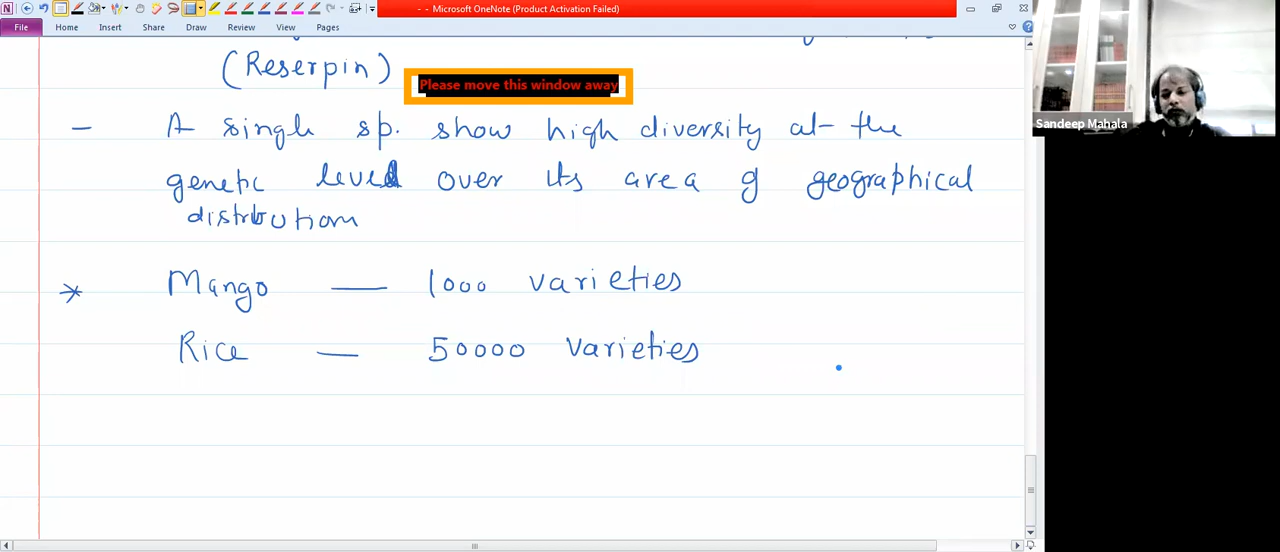 - - Microsoft OneNote (Product Activation Failed)
File Home Insert Share Draw Review View Pages
(Reserpin)
Please move this window away
Sandeep Mahala
- A single sp. show high diversity at the
genetic level over its area of geographical
distribution
* Mango — 1000 varieties
Rice — 50000 varieties